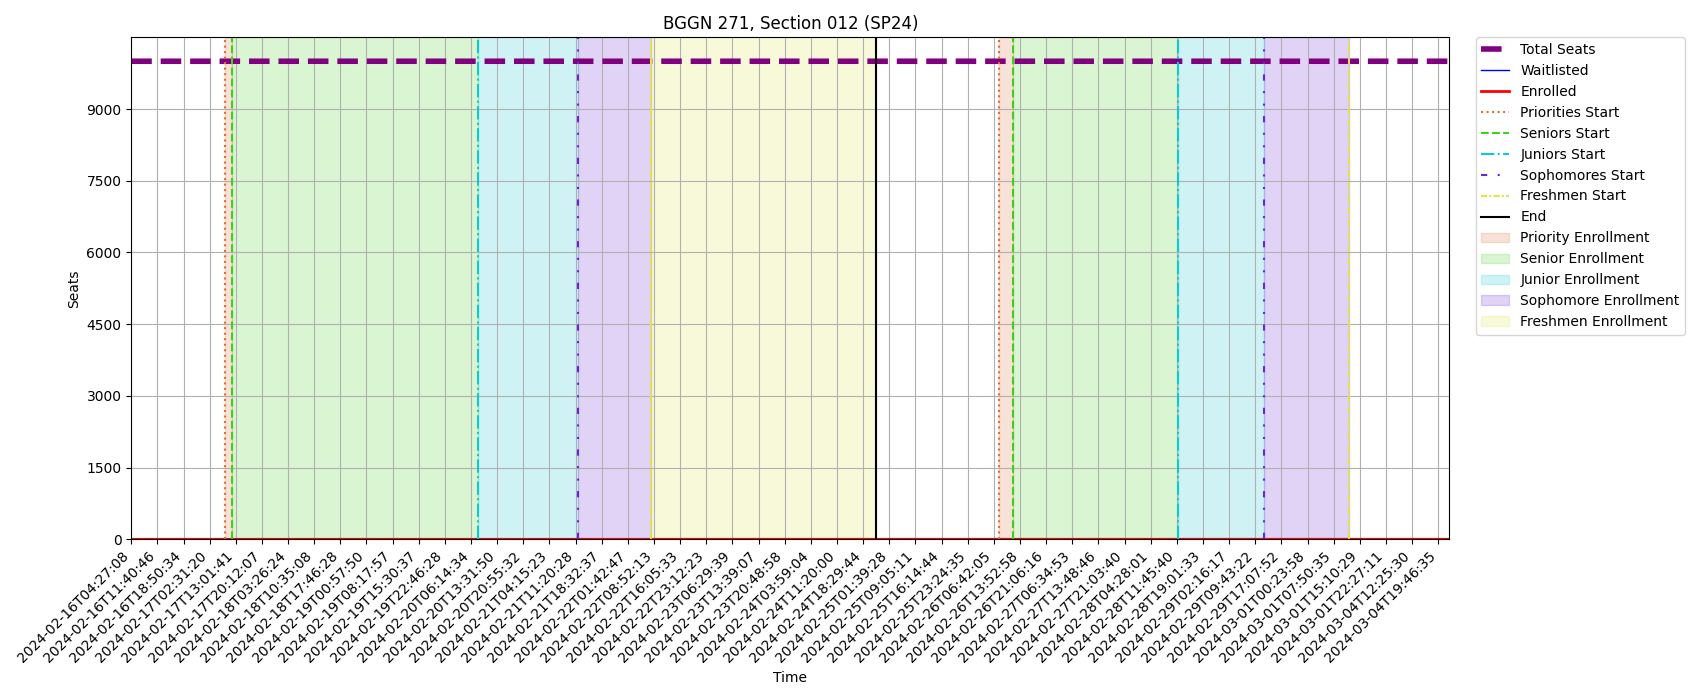 BGGN 271, Section 012 (SP24)
Total Seats
Waitlisted
Enrolled
Priorities Start
Seniors Start
Juniors Start
Sophomores Start
Freshmen Start
End
Priority Enrollment
Senior Enrollment
Junior Enrollment
Sophomore Enrollment
Freshmen Enrollment
Seats
9000
7500
6000
4500
3000
1500
0
2024-02-16T04:27:08
2024-02-16T11:40:46
2024-02-16T18:50:34
2024-02-17T02:31:20
2024-02-17T13:01:41
2024-02-17T20:12:07
2024-02-18T03:26:24
2024-02-18T10:35:08
2024-02-18T17:46:28
2024-02-19T00:57:50
2024-02-19T08:17:57
2024-02-19T15:30:37
2024-02-19T22:46:28
2024-02-20T06:14:34
2024-02-20T13:31:50
2024-02-20T20:55:32
2024-02-21T04:15:23
2024-02-21T11:20:28
2024-02-21T18:32:37
2024-02-22T01:42:47
2024-02-22T08:52:13
2024-02-22T16:05:33
2024-02-22T23:12:23
2024-02-23T06:29:39
2024-02-23T13:39:07
2024-02-23T20:48:58
2024-02-24T03:59:04
2024-02-24T11:20:00
2024-02-24T18:29:44
2024-02-25T01:39:28
2024-02-25T09:05:11
2024-02-25T16:14:44
2024-02-25T23:24:35
2024-02-26T06:42:05
2024-02-26T13:52:58
2024-02-26T21:06:16
2024-02-27T06:34:53
2024-02-27T13:48:46
2024-02-27T21:03:40
2024-02-28T04:28:01
2024-02-28T11:45:40
2024-02-28T19:01:33
2024-02-29T02:16:17
2024-02-29T09:43:22
2024-02-29T17:07:52
2024-03-01T00:23:58
2024-03-01T07:50:35
2024-03-01T15:10:29
2024-03-01T22:27:11
2024-03-04T12:25:30
2024-03-04T19:46:35
Time